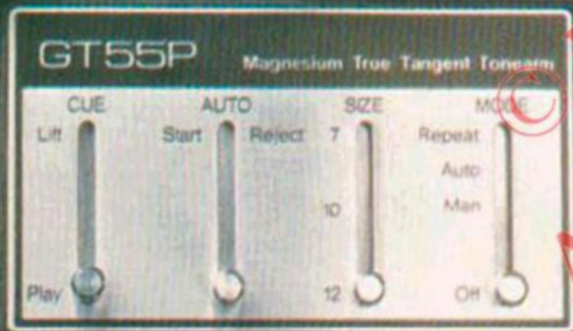 GT55P
Magnesium True Tangent Tonearm
CUE AUTO SIZE MODE
Lift Start Reject 7 Repeat
Auto
10 Man
Play 12 Off
©